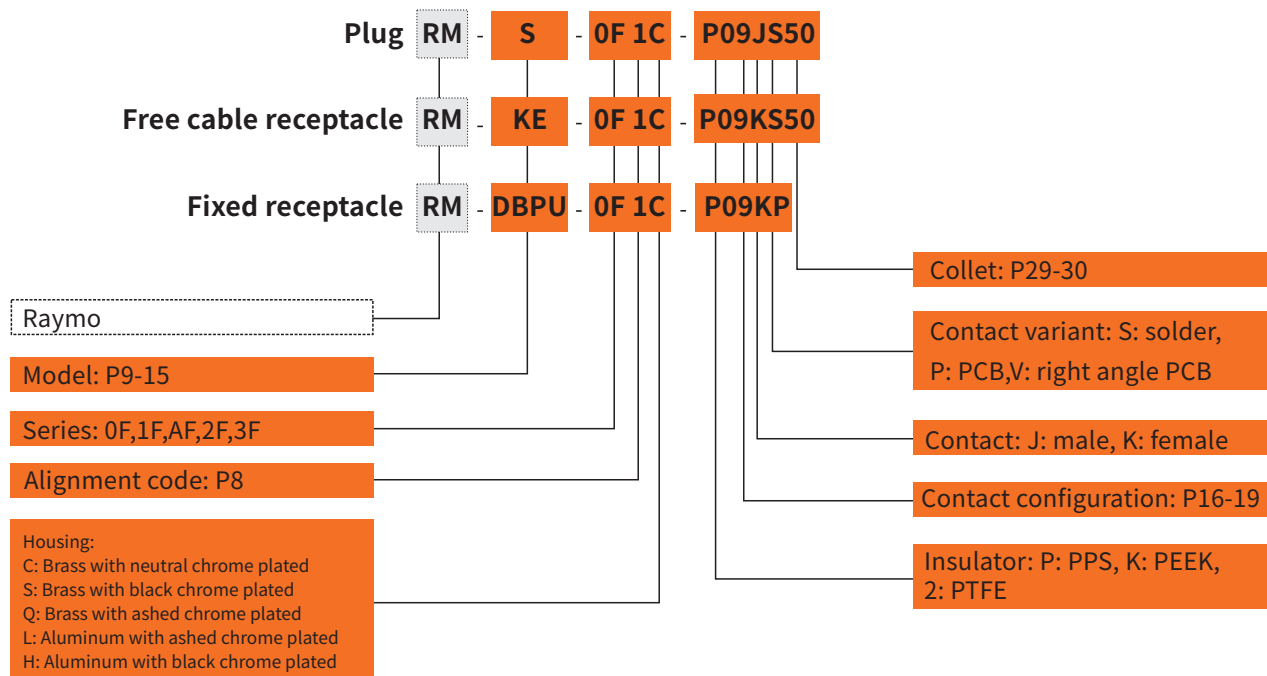 Plug RM - S - 0F 1C - P09JS50
Free cable receptacle RM - KE - 0F 1C - P09KS50
Fixed receptacle RM - DBPU - 0F 1C - P09KP
Raymo
Model: P9-15
Series: 0F,1F,AF,2F,3F
Alignment code: P8
Housing:
C: Brass with neutral chrome plated
S: Brass with black chrome plated
Q: Brass with ashed chrome plated
L: Aluminum with ashed chrome plated
H: Aluminum with black chrome plated
Collet: P29-30
Contact variant: S: solder,
P: PCB,V: right angle PCB
Contact: J: male, K: female
Contact configuration: P16-19
Insulator: P: PPS, K: PEEK,
2: PTFE